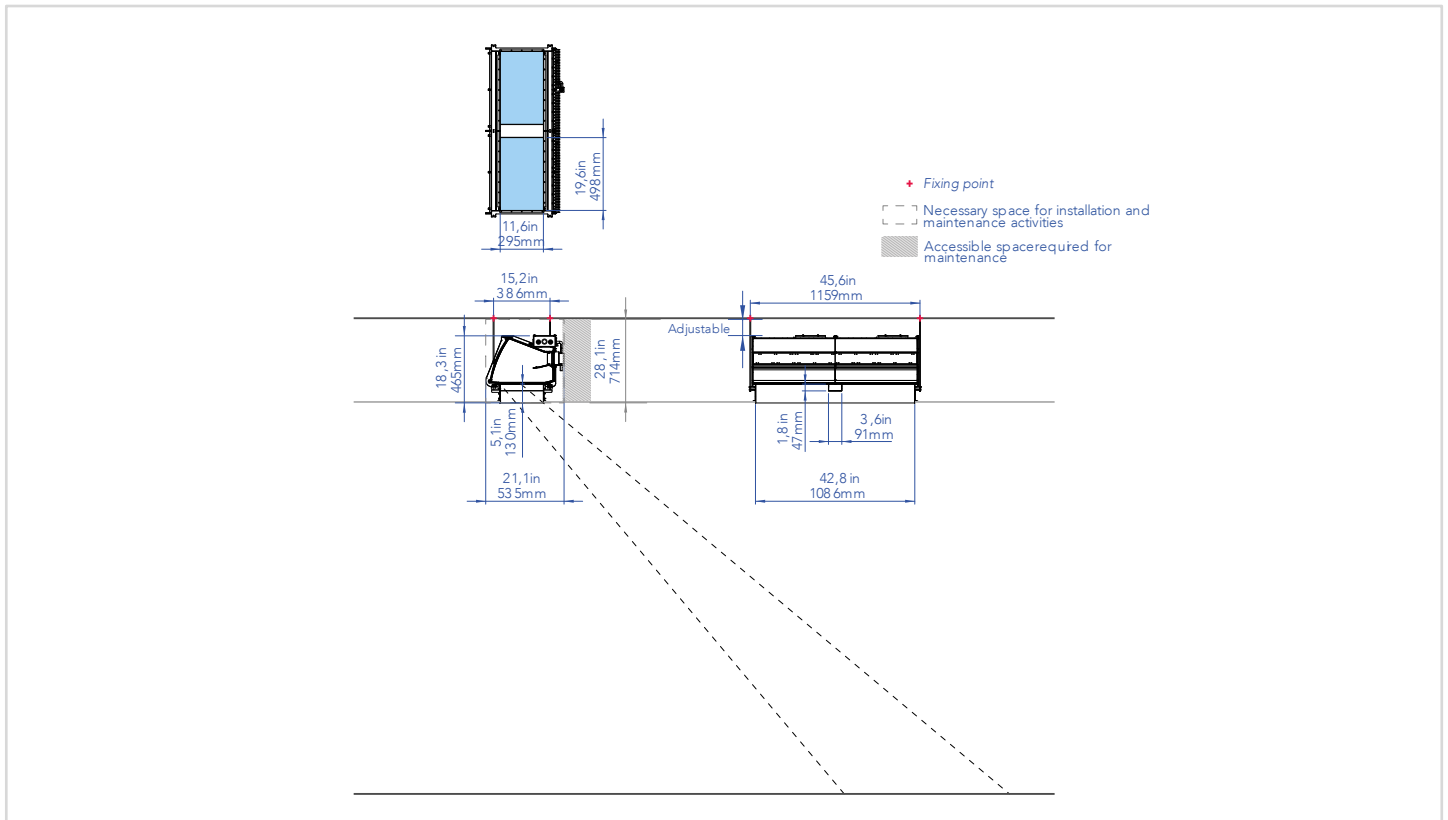 19,6in
498mm
11,6in
295mm
Fixing point
Necessary space for installation and
maintenance activities
Accessible spacerequired for
maintenance
15,2in
386mm
45,6in
1159mm
Adjustable
18,3in
465mm
28,1in
714mm
5,1in
130mm
1,8in
47mm
3,6in
91mm
21,1in
535mm
42,8in
1086mm